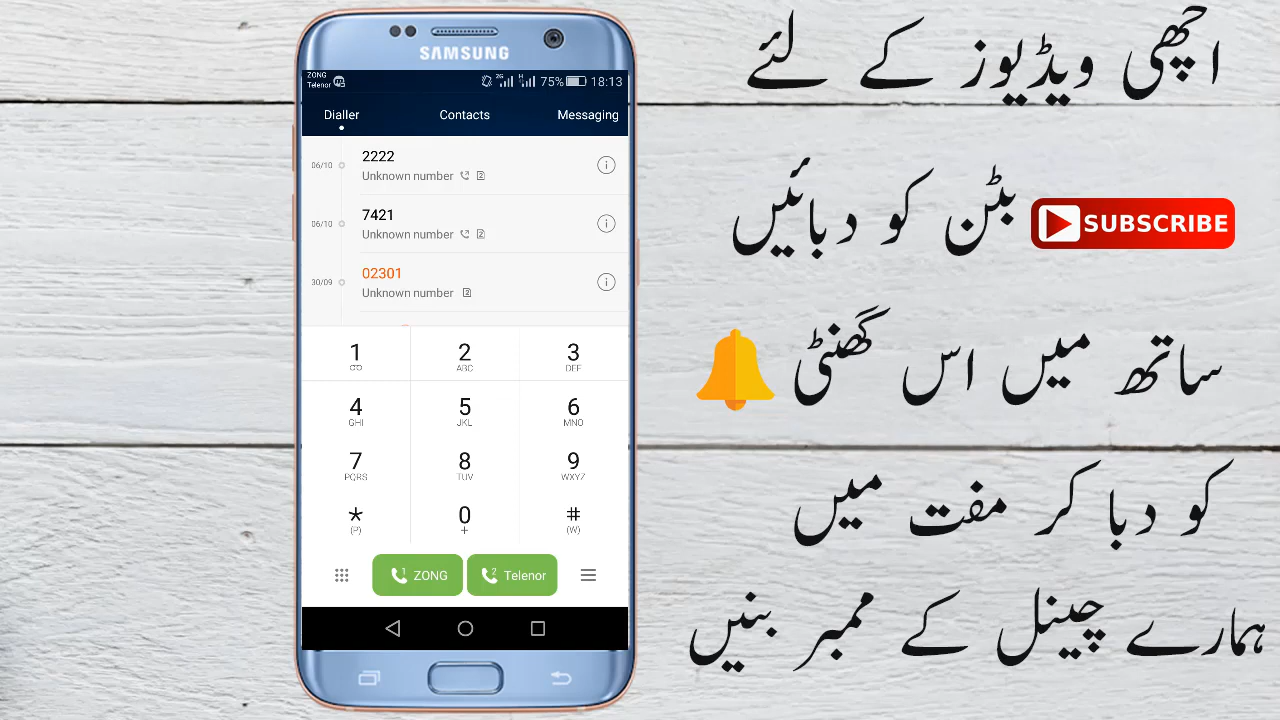 SAMSUNG
ZONG
Telenor
2G
H
75%
18:13
Dialler Contacts Messaging
06/10
2222
Unknown number
06/10
7421
Unknown number
30/09
02301
Unknown number
1 2 3
ABC DEF
4 5 6
GHI JKL MNO
7 8 9
PQRS TUV WXYZ
* 0 #
(P) + (W)
1 ZONG 2 Telenor
اچھی ویڈیوز کے لئے
SUBSCRIBE بٹن کو دبائیں
ساتھ میں اس گھنٹی
کو دبا کر مفت میں
ہمارے چینل کے ممبر بنیں